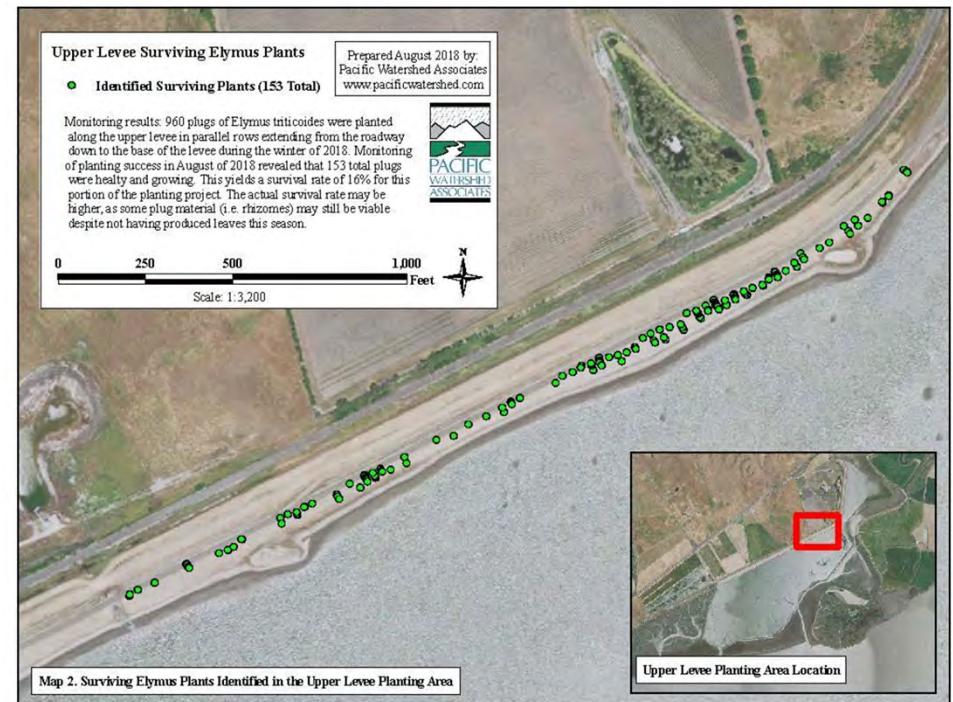 Upper Levee Surviving Elymus Plants
Identified Surviving Plants (153 Total)
Prepared August 2018 by:
Pacific Watershed Associates
www.pacificwatershed.com
Monitoring results: 960 plugs of Elymus triticoides were planted
along the upper levee in parallel rows extending from the roadway
down to the base of the levee during the winter of 2018. Monitoring
of planting success in August of 2018 revealed that 153 total plugs
were healty and growing. This yields a survival rate of 16% for this
portion of the planting project. The actual survival rate may be
higher, as some plug material (i.e. rhizomes) may still be viable
despite not having produced leaves this season.
PACIFIC
WATERSHED
ASSOCIATES
0 250 500 1,000
Feet
N
Scale: 1:3,200
Upper Levee Planting Area Location
Map 2. Surviving Elymus Plants Identified in the Upper Levee Planting Area